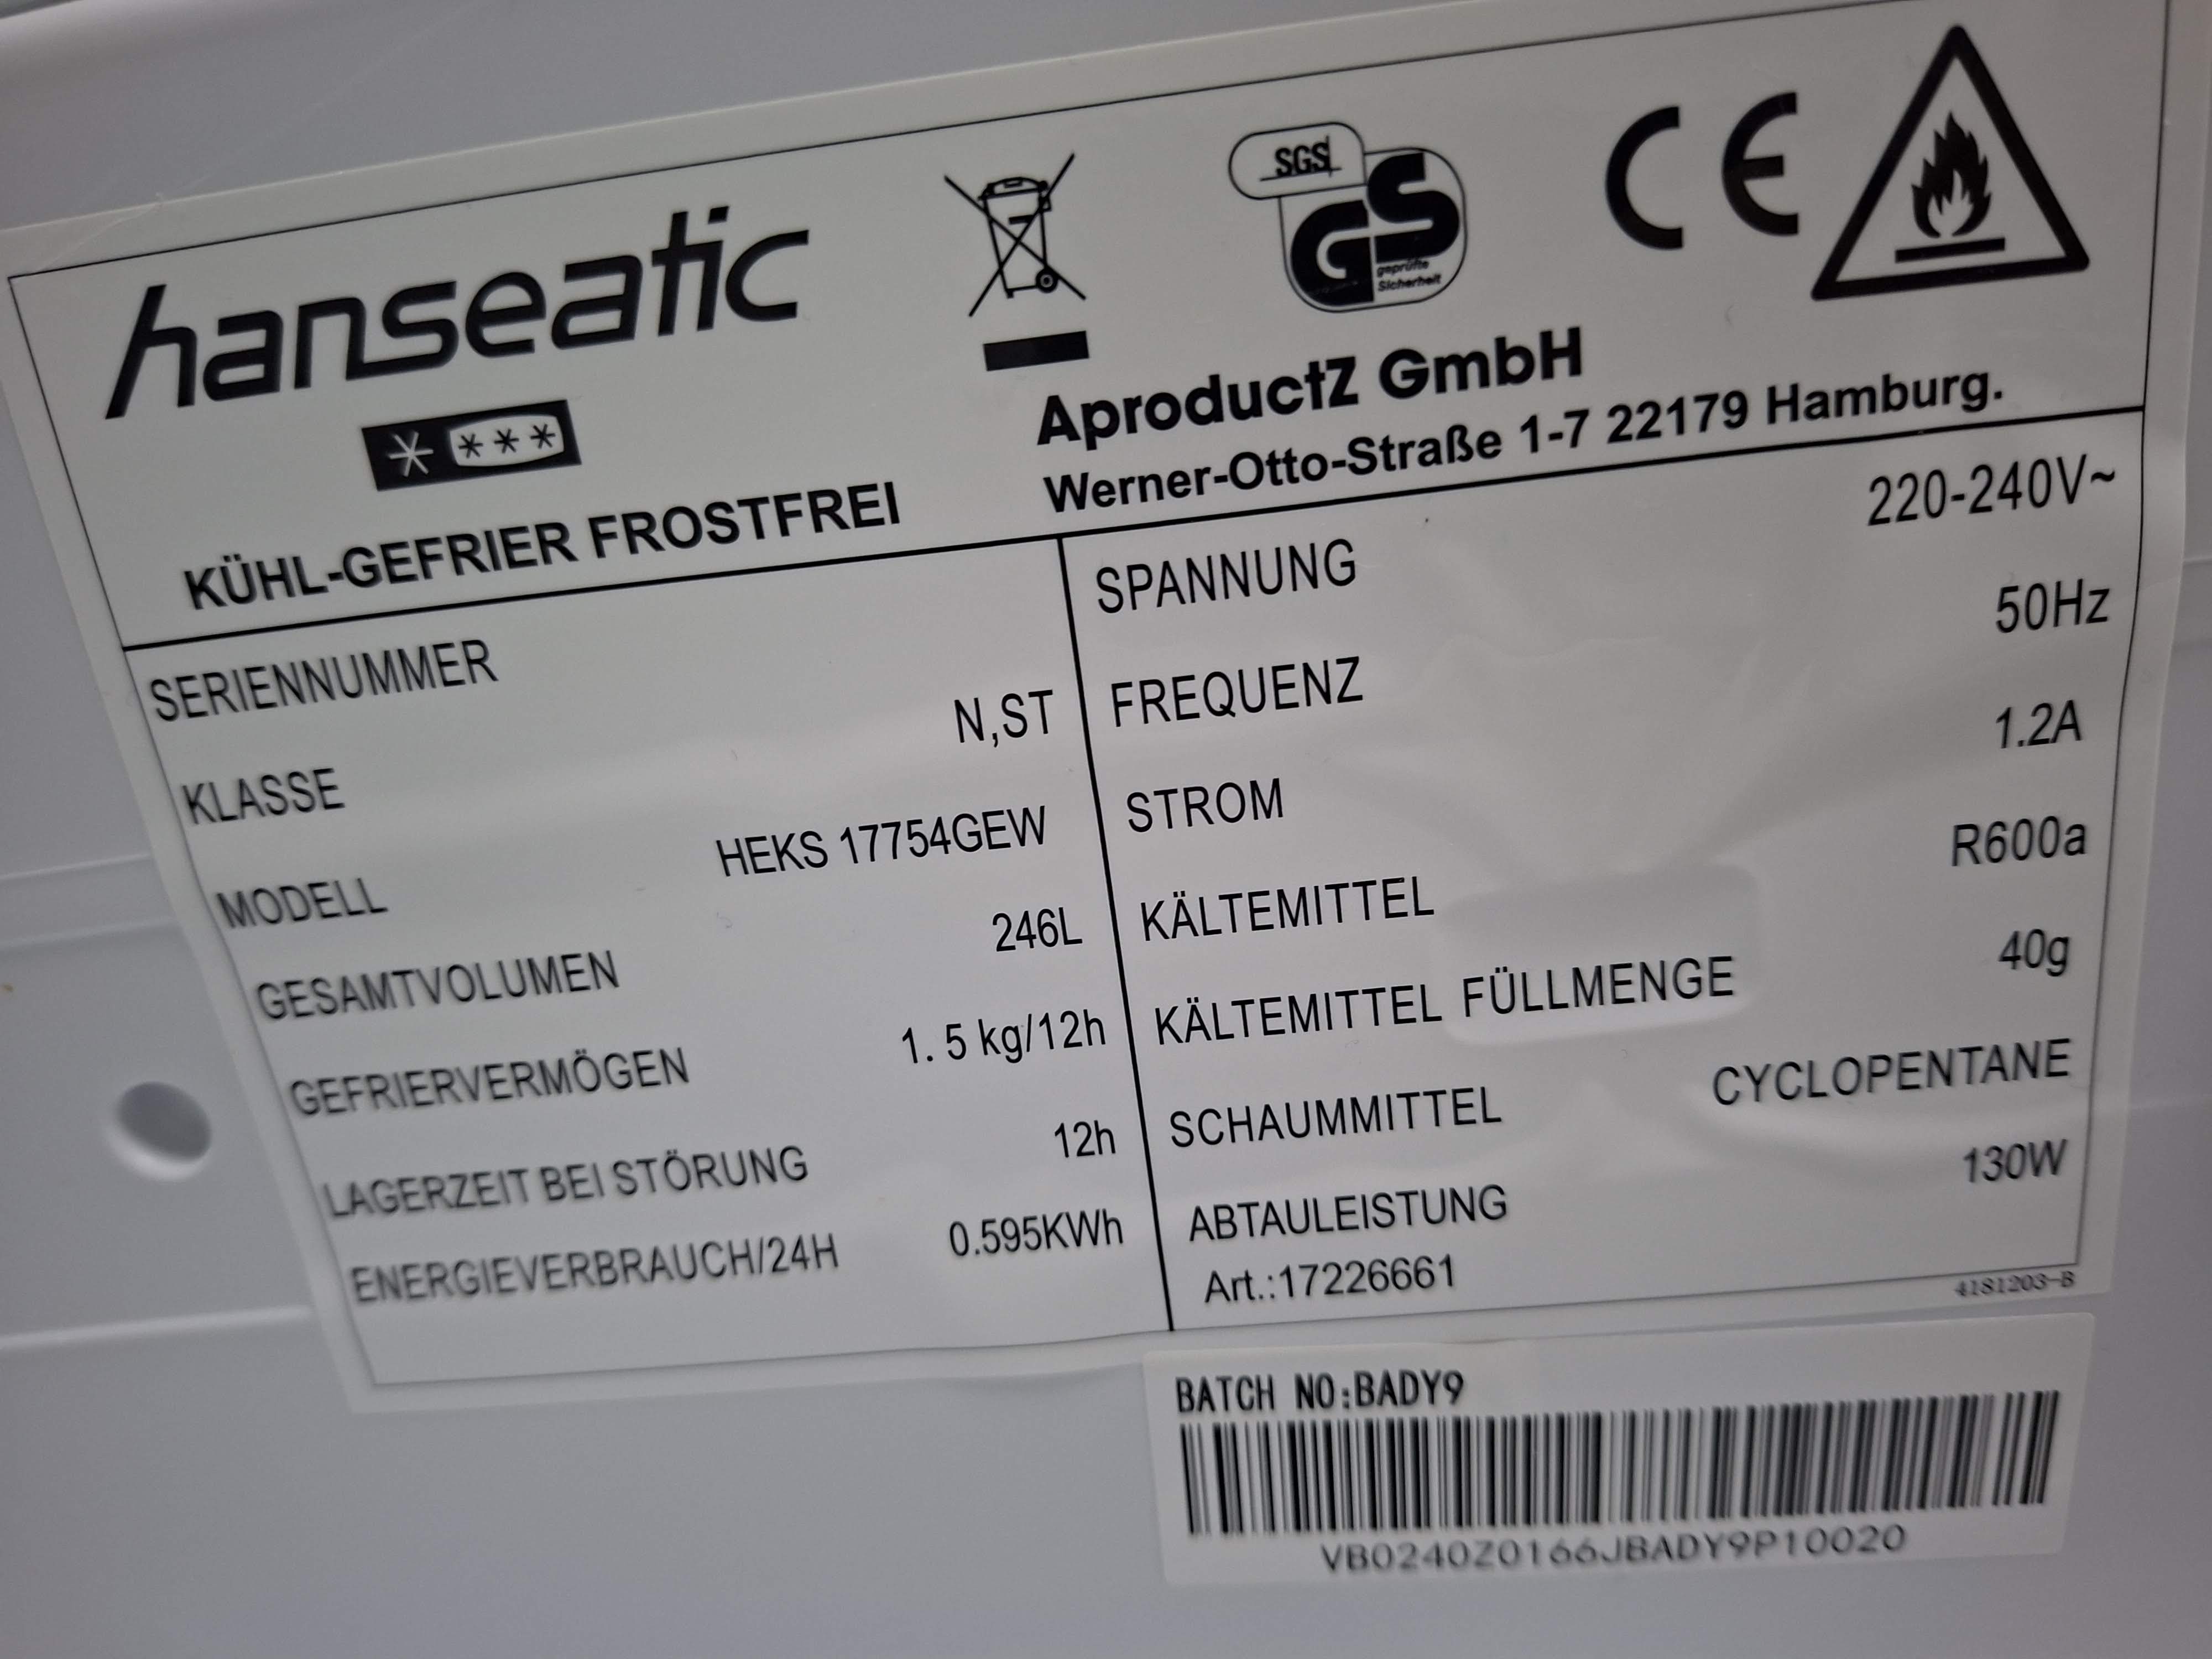 hanseatic
SGS
GS
geprüfte
Sicherheit
CE
AproductZ GmbH
Werner-Otto-Straße 1-7 22179 Hamburg.
KÜHL-GEFRIER FROSTFREI
SERIENNUMMER
KLASSE N,ST
MODELL HEKS 17754GEW
GESAMTVOLUMEN 246L
GEFRIERVERMÖGEN 1. 5 kg/12h
LAGERZEIT BEI STÖRUNG 12h
ENERGIEVERBRAUCH/24H 0.595KWh
SPANNUNG 220-240V~
FREQUENZ 50Hz
STROM 1.2A
KÄLTEMITTEL R600a
KÄLTEMITTEL FÜLLMENGE 40g
SCHAUMMITTEL CYCLOPENTANE
ABTAULEISTUNG 130W
Art.:17226661
4181203-B
BATCH NO:BADY9
VB0240Z0166JBADY9P10020